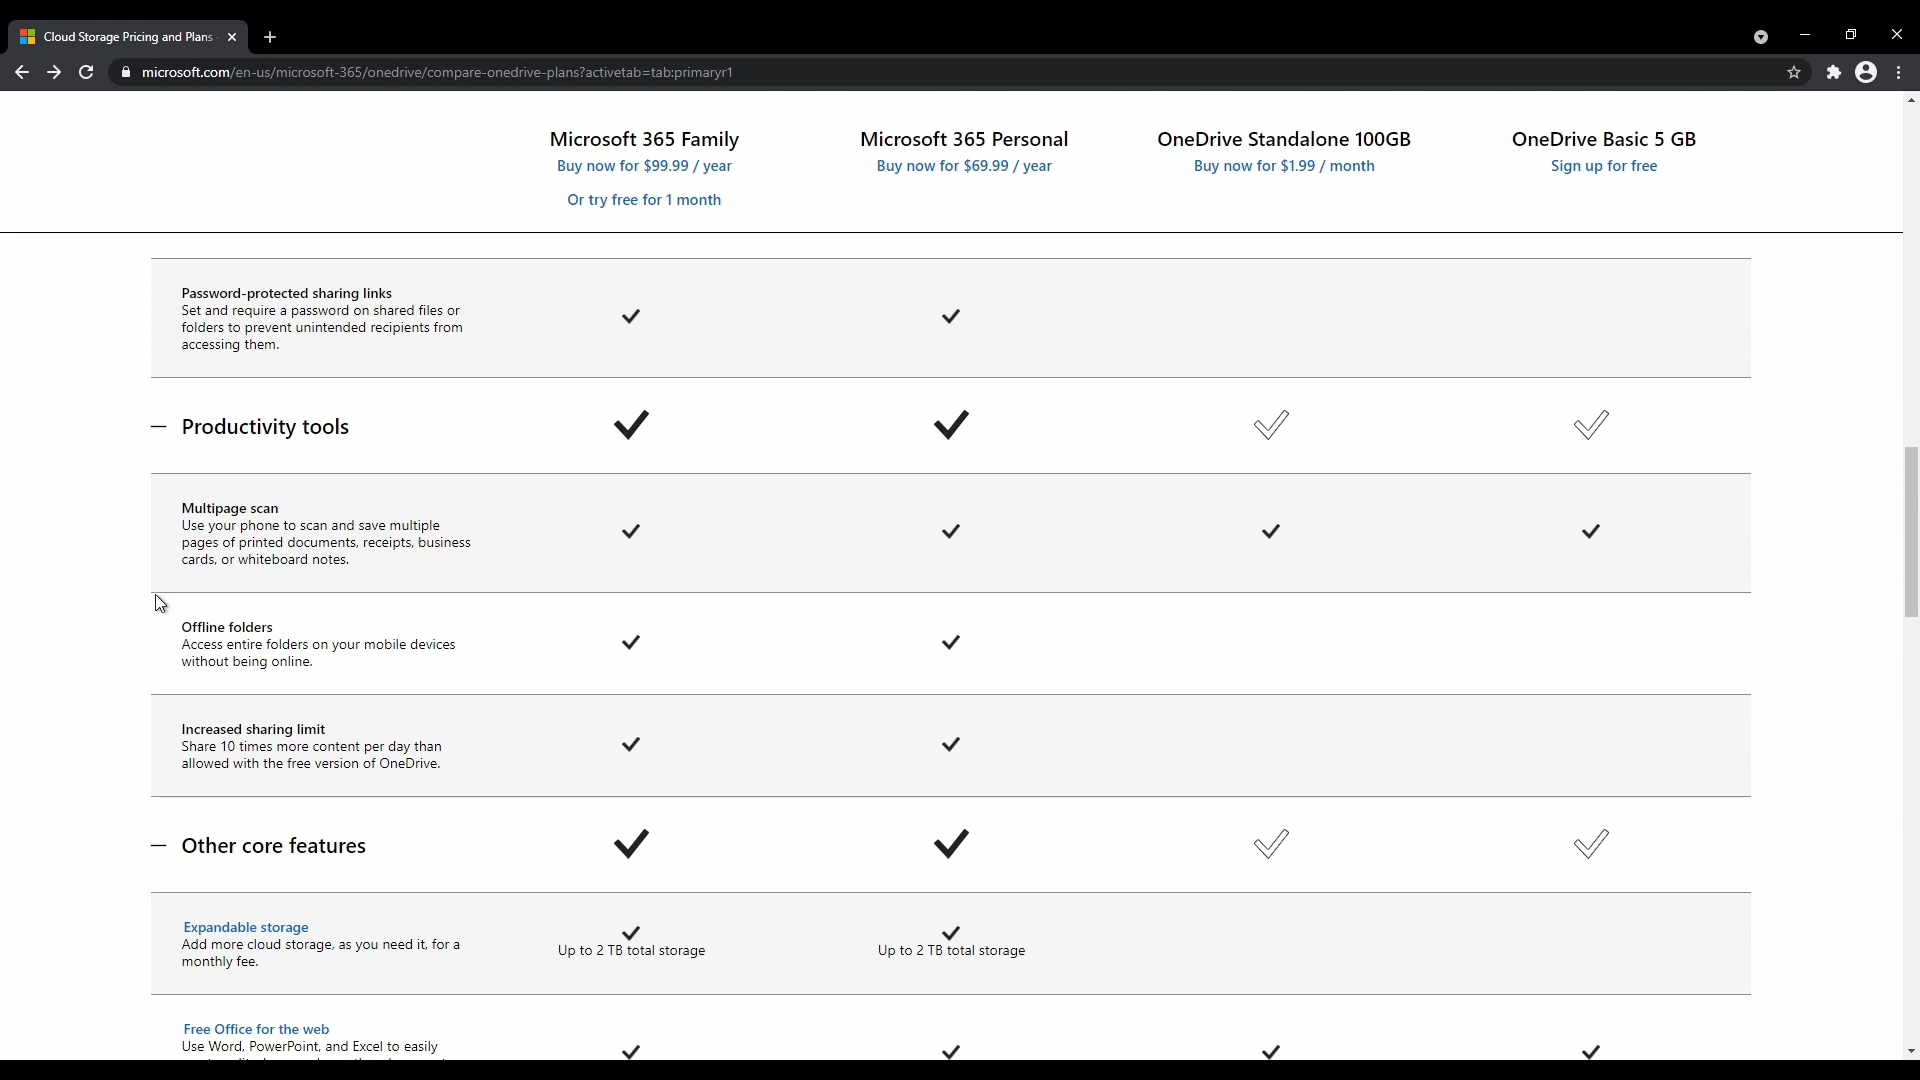 Cloud Storage Pricing and Plans
microsoft.com/en-us/microsoft-365/onedrive/compare-onedrive-plans?activetab=tab:primaryr1
Microsoft 365 Family
Buy now for $99.99 / year
Or try free for 1 month
Microsoft 365 Personal
Buy now for $69.99 / year
OneDrive Standalone 100GB
Buy now for $1.99 / month
OneDrive Basic 5 GB
Sign up for free
Password-protected sharing links
Set and require a password on shared files or
folders to prevent unintended recipients from
accessing them.
Productivity tools
Multipage scan
Use your phone to scan and save multiple
pages of printed documents, receipts, business
cards, or whiteboard notes.
Offline folders
Access entire folders on your mobile devices
without being online.
Increased sharing limit
Share 10 times more content per day than
allowed with the free version of OneDrive.
Other core features
Expandable storage
Add more cloud storage, as you need it, for a
monthly fee.
Up to 2 TB total storage
Up to 2 TB total storage
Free Office for the web
Use Word, PowerPoint, and Excel to easily